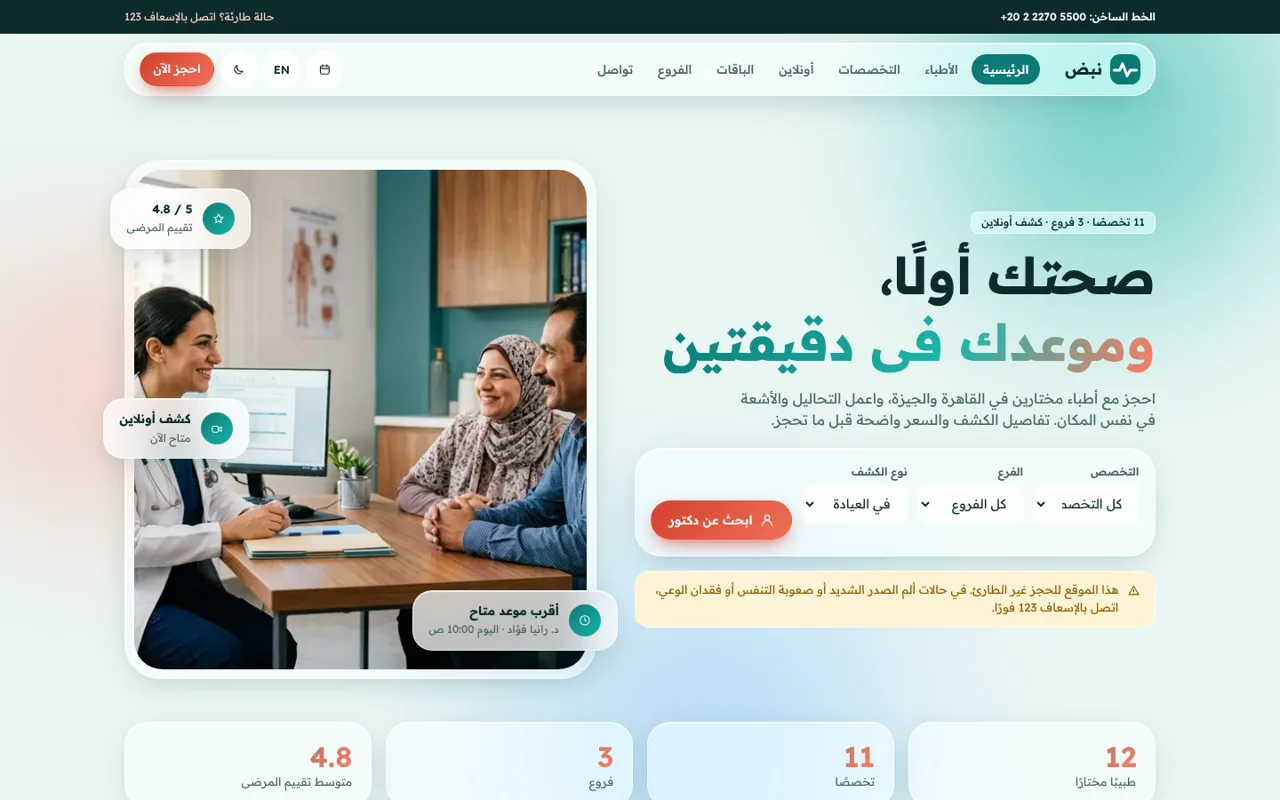 الخط الساخن: 5500 2270 2 20+
حالة طارئة؟ اتصل بالإسعاف 123
نبض
الرئيسية
الأطباء
التخصصات
أونلاين
الباقات
الفروع
تواصل
EN
احجز الآن
11 تخصصًا · 3 فروع · كشف أونلاين
صحتك أولًا،
وموعدك في دقيقتين
احجز مع أطباء مختارين في القاهرة والجيزة، واعمل التحاليل والأشعة
في نفس المكان. تفاصيل الكشف والسعر واضحة قبل ما تحجز.
التخصص
الفرع
نوع الكشف
كل التخصد
كل الفروع
في العيادة
ابحث عن دكتور
هذا الموقع للحجز غير الطارئ. في حالات ألم الصدر الشديد أو صعوبة التنفس أو فقدان الوعي،
اتصل بالإسعاف 123 فورًا.
4.8 / 5
تقييم المرضى
كشف أونلاين
متاح الآن
أقرب موعد متاح
د. رانيا فؤاد · اليوم 10:00 ص
12
طبيبًا مختارًا
11
تخصصًا
3
فروع
4.8
متوسط تقييم المرضى